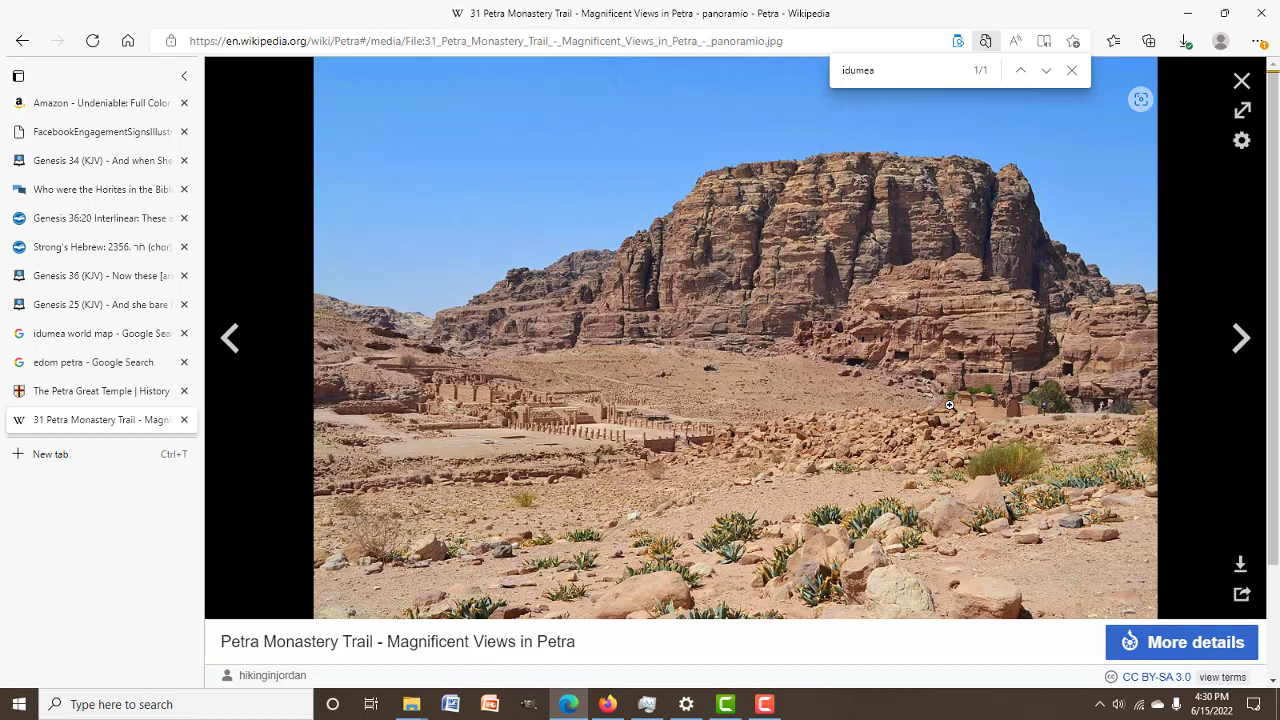 31 Petra Monastery Trail - Magnificent Views in Petra - panoramio - Petra - Wikipedia
https://en.wikipedia.org/wiki/Petra#/media/File:31_Petra_Monastery_Trail_-_Magnificent_Views_in_Petra_-_panoramio.jpg
idumea 1/1
Amazon - Undeniable: Full Color
FacebookEngagementSignsIllustr
Genesis 34 (KJV) - And when She
Who were the Horites in the Bibl
Genesis 36:20 Interlinear: These a
Strong's Hebrew: 2356. חֹר (chor)
Genesis 36 (KJV) - Now these [are
Genesis 25 (KJV) - And she bare
idumea world map - Google Sear
edom petra - Google Search
The Petra Great Temple | History
31 Petra Monastery Trail - Magni
New tab Ctrl+T
Petra Monastery Trail - Magnificent Views in Petra
More details
hikinginjordan
CC BY-SA 3.0 view terms
Type here to search
4:30 PM
6/15/2022